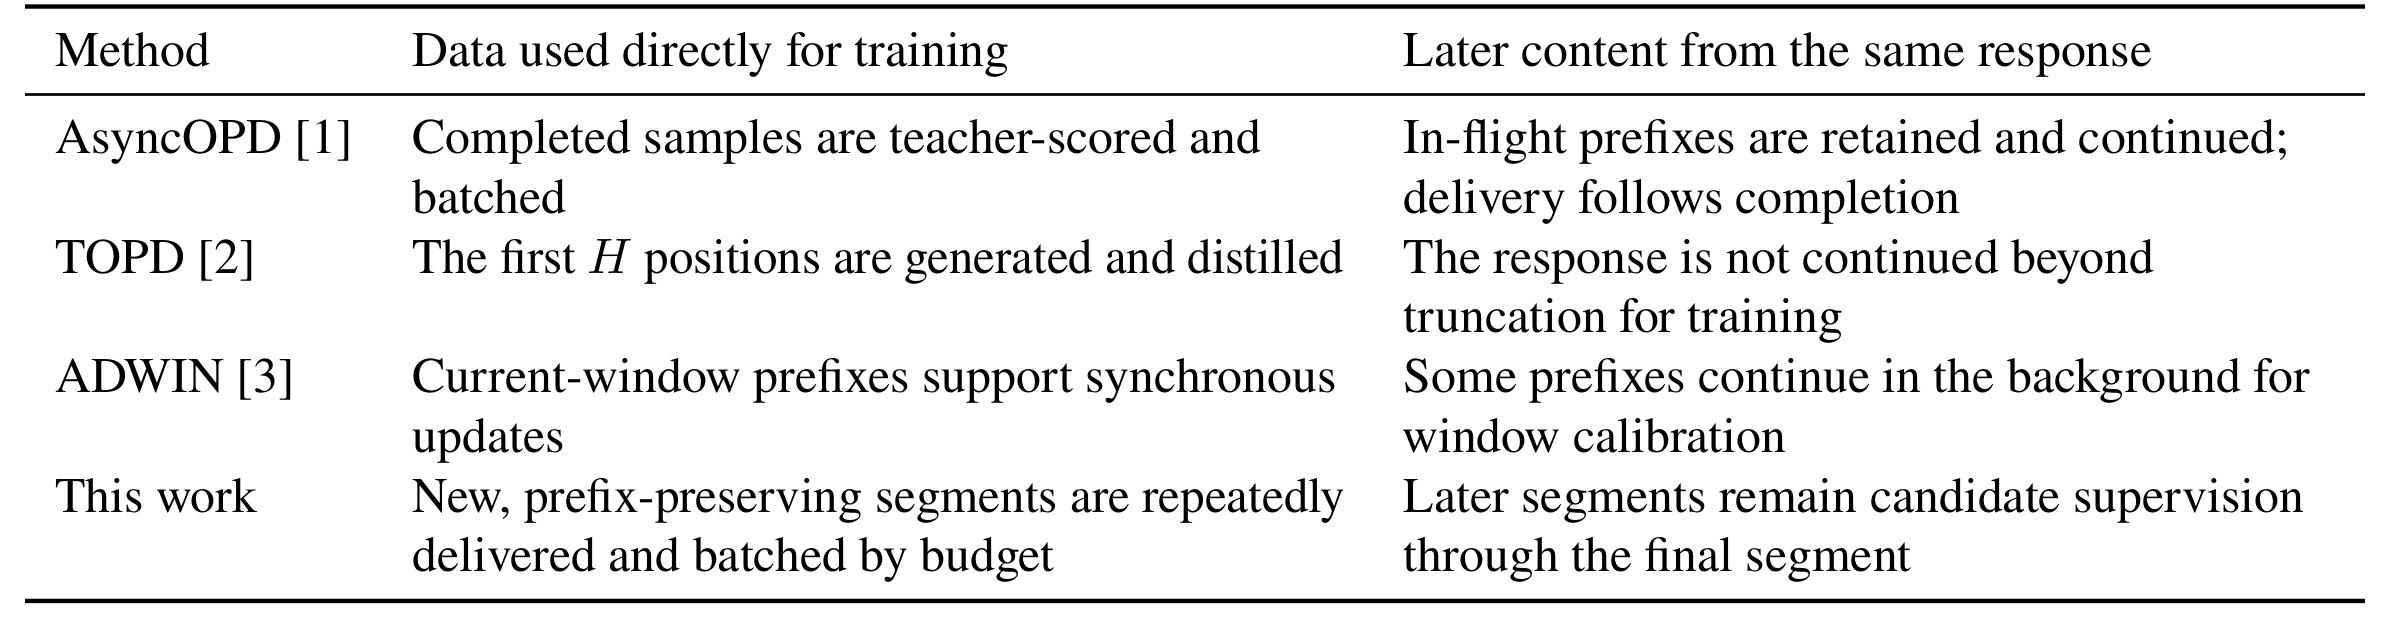 Method Data used directly for training Later content from the same response
AsyncOPD [1] Completed samples are teacher-scored and In-flight prefixes are retained and continued;
batched delivery follows completion
TOPD [2] The first H positions are generated and distilled The response is not continued beyond
truncation for training
ADWIN [3] Current-window prefixes support synchronous Some prefixes continue in the background for
updates window calibration
This work New, prefix-preserving segments are repeatedly Later segments remain candidate supervision
delivered and batched by budget through the final segment